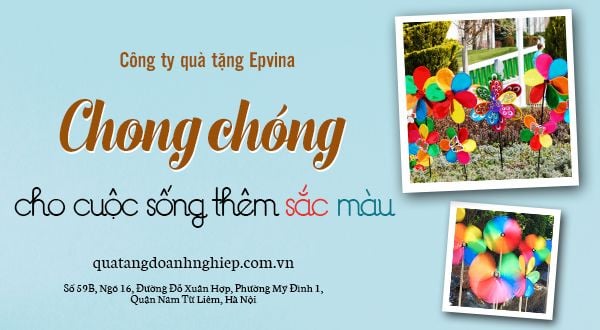 Công ty quà tặng Epvina
Chong chóng
cho cuộc sống thêm sắc màu
quatangdoanhnghiep.com.vn
Số 59B, Ngõ 16, Đường Đỗ Xuân Hợp, Phường Mỹ Đình 1,
Quận Nam Từ Liêm, Hà Nội